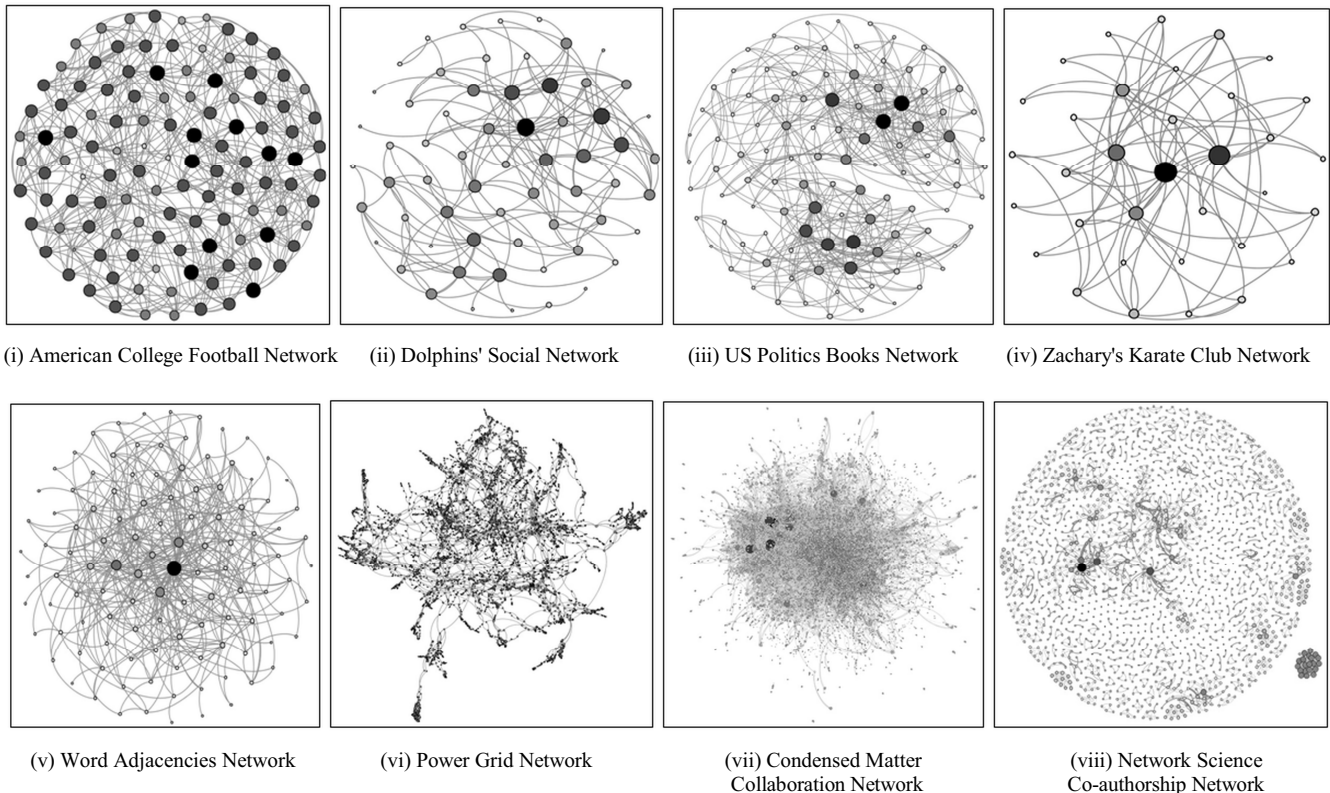 (i) American College Football Network
(ii) Dolphins' Social Network
(iii) US Politics Books Network
(iv) Zachary's Karate Club Network
(v) Word Adjacencies Network
(vi) Power Grid Network
(vii) Condensed Matter
Collaboration Network
(viii) Network Science
Co-authorship Network